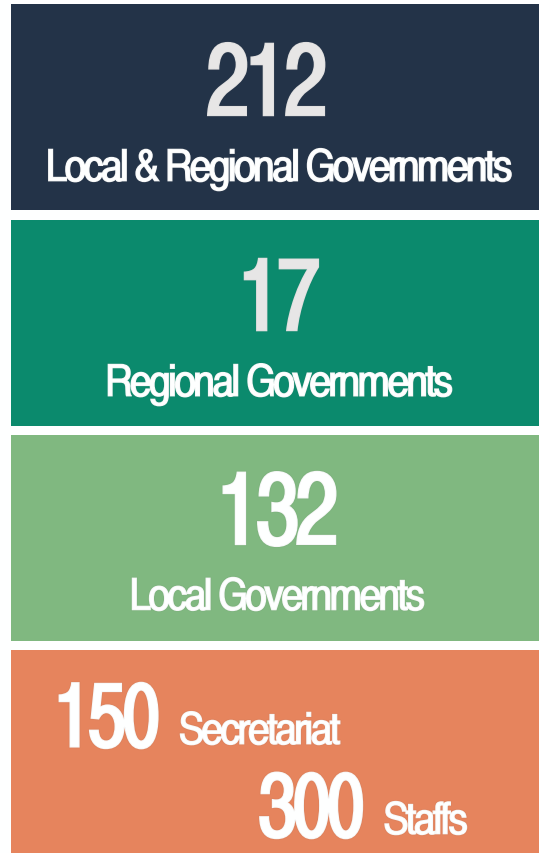 212
Local & Regional Governments
17
Regional Governments
132
Local Governments
150 Secretariat
300 Staffs